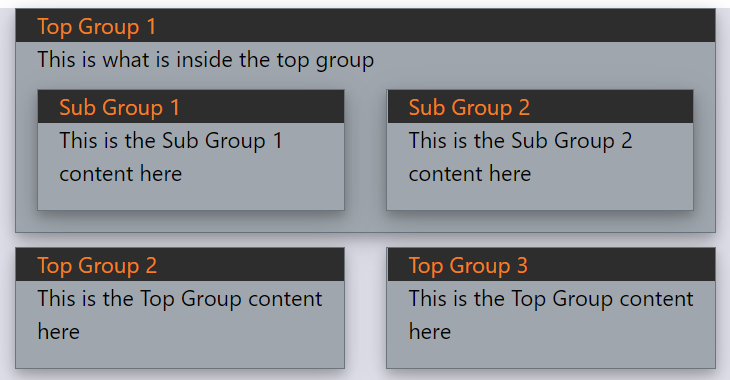 Top Group 1
This is what is inside the top group
Sub Group 1
This is the Sub Group 1
content here
Sub Group 2
This is the Sub Group 2
content here
Top Group 2
This is the Top Group content
here
Top Group 3
This is the Top Group content
here